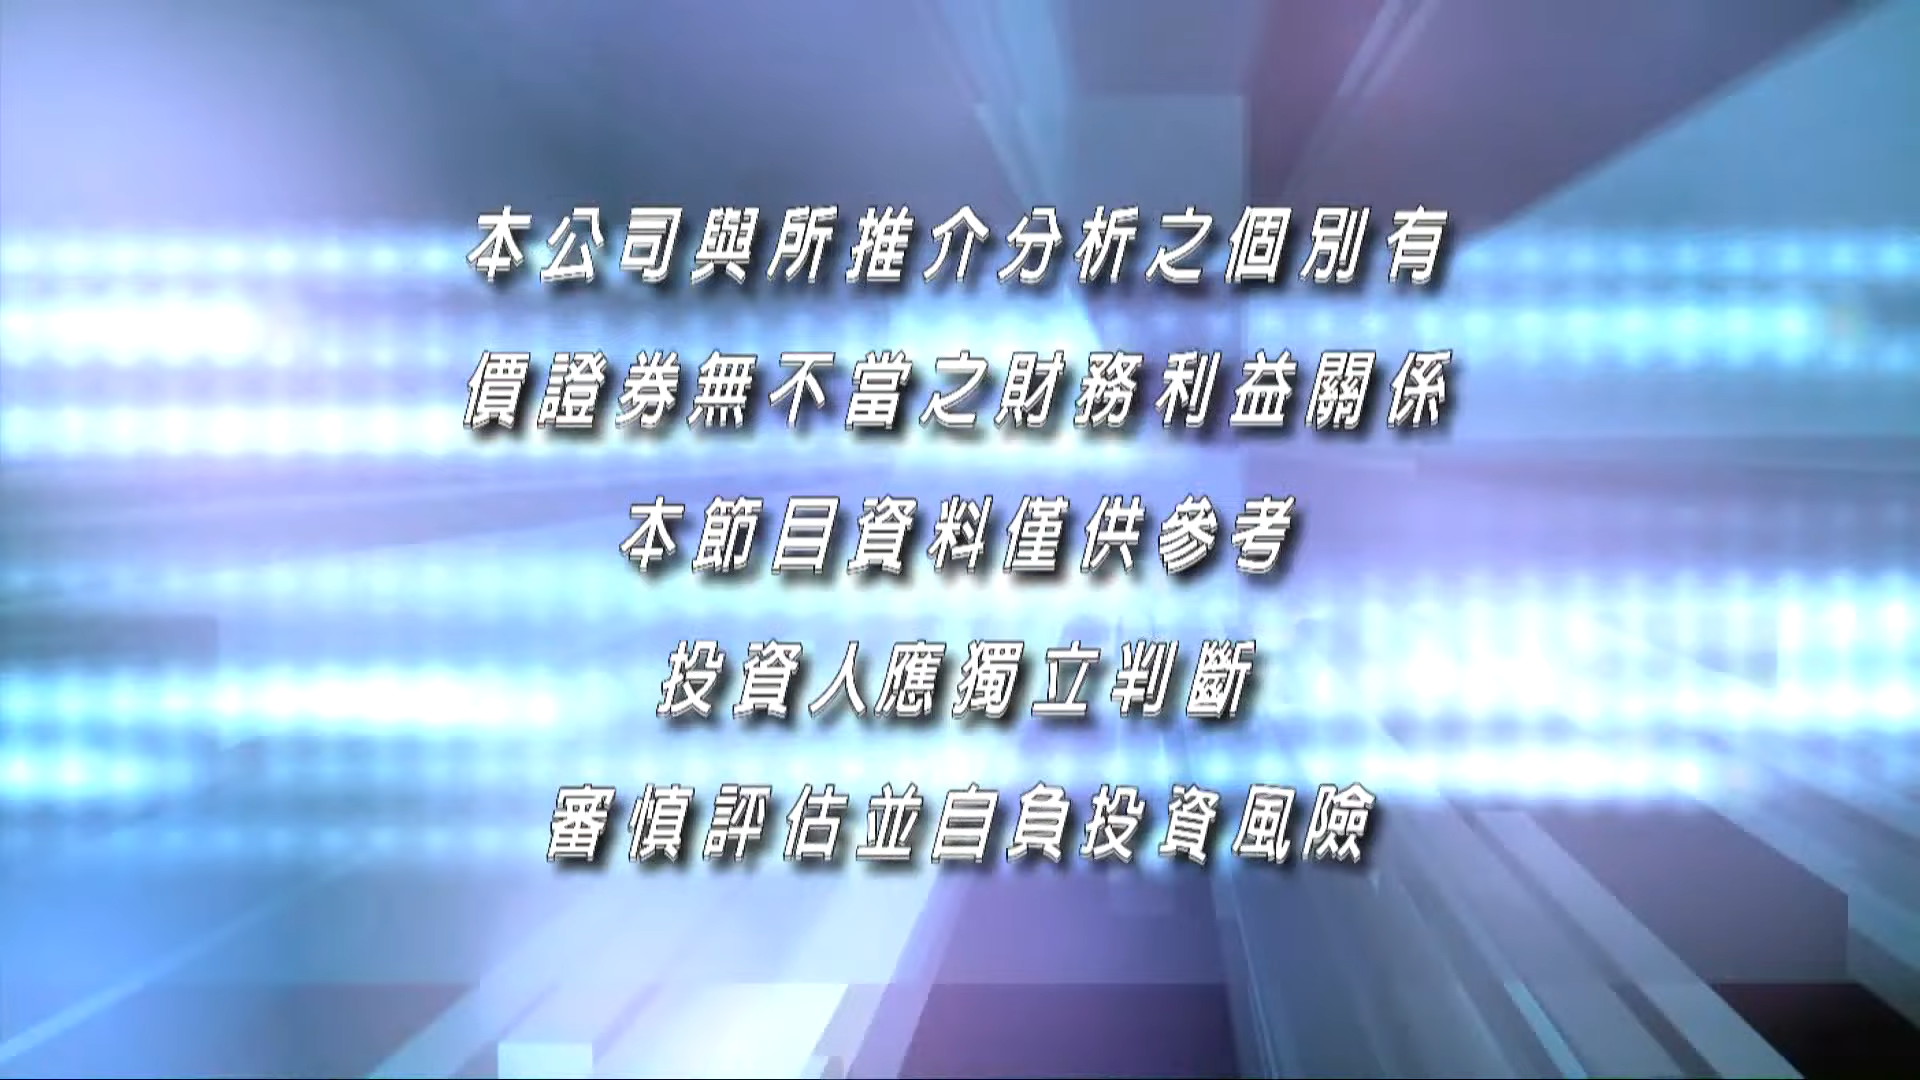 本公司與所推介分析之個別有
價證券無不當之財務利益關係
本節目資料僅供參考
投資人應獨立判斷
審慎評估並自負投資風險